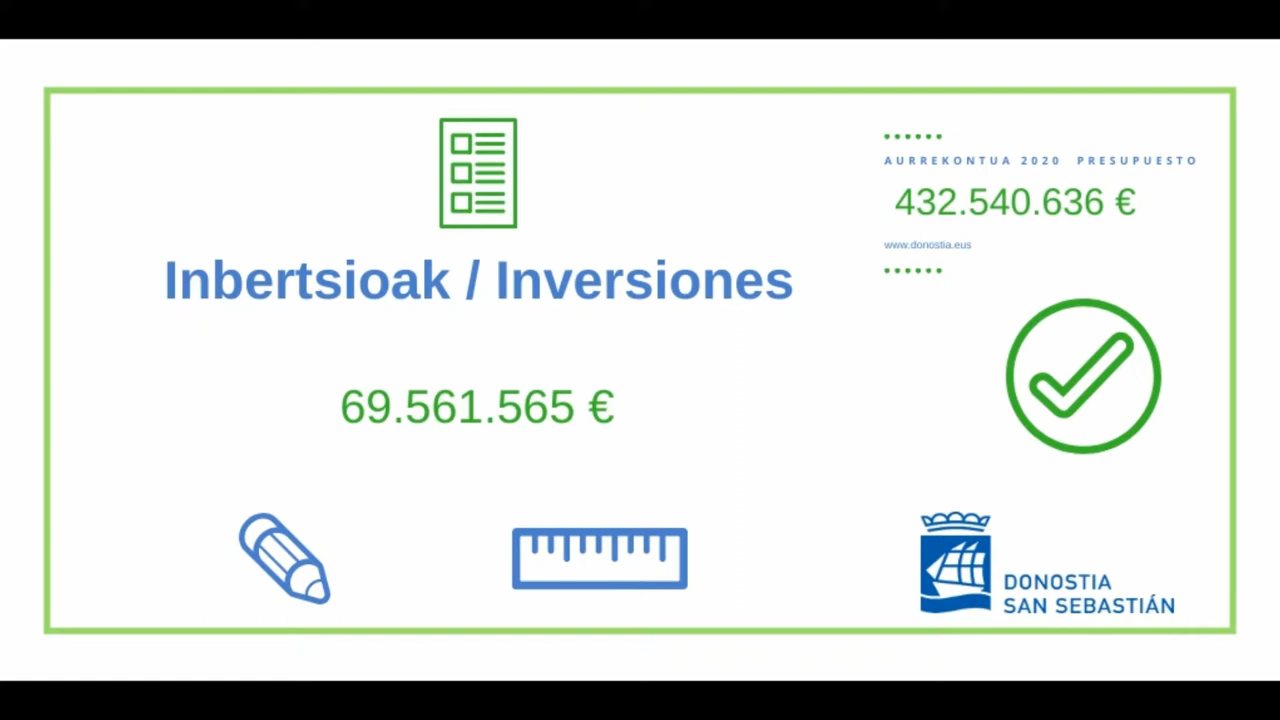 Inbertsioak / Inversiones
69.561.565 €
AURREKONTUA 2020 PRESUPUESTO
432.540.636 €
www.donostia.eus
DONOSTIA
SAN SEBASTIÁN